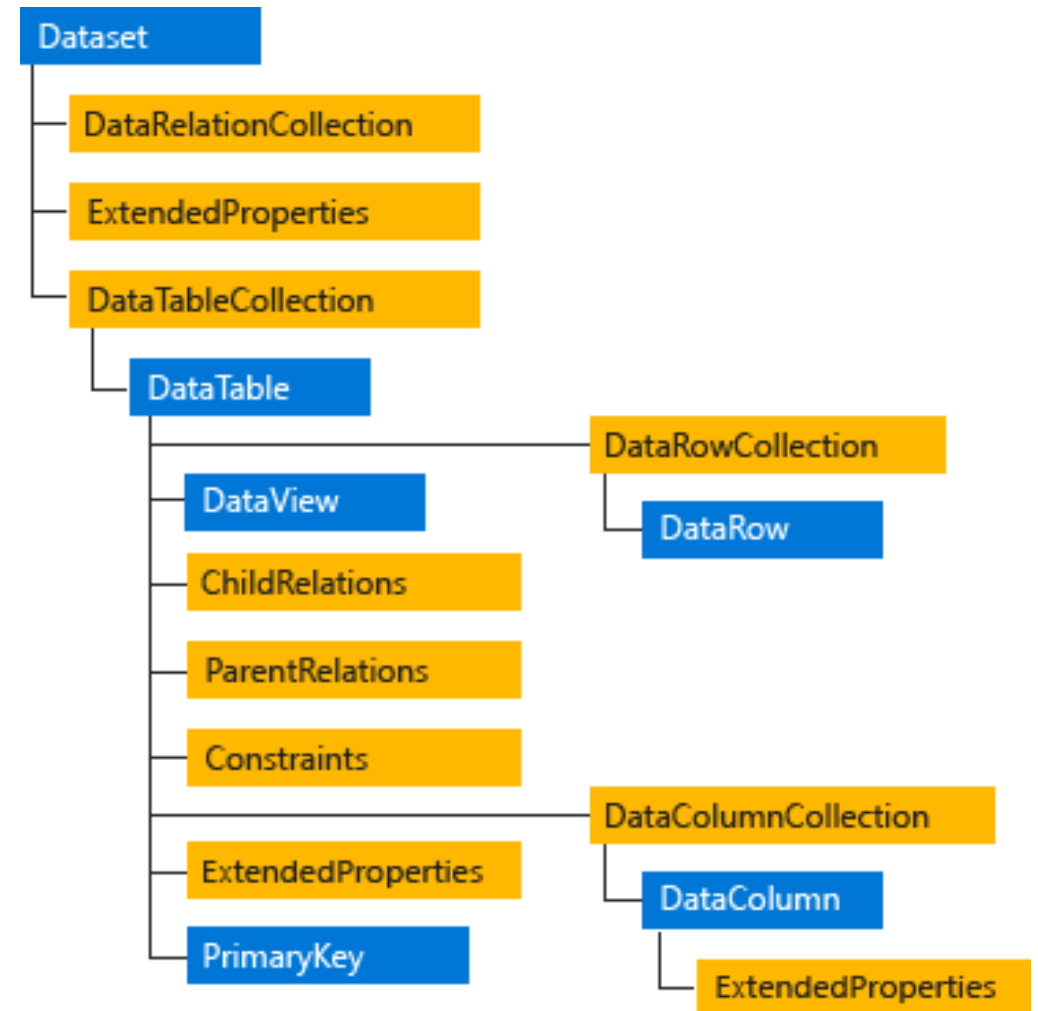 Dataset
DataRelationCollection
ExtendedProperties
DataTableCollection
DataTable
DataRowCollection
DataView
DataRow
ChildRelations
ParentRelations
Constraints
DataColumnCollection
ExtendedProperties
DataColumn
PrimaryKey
ExtendedProperties